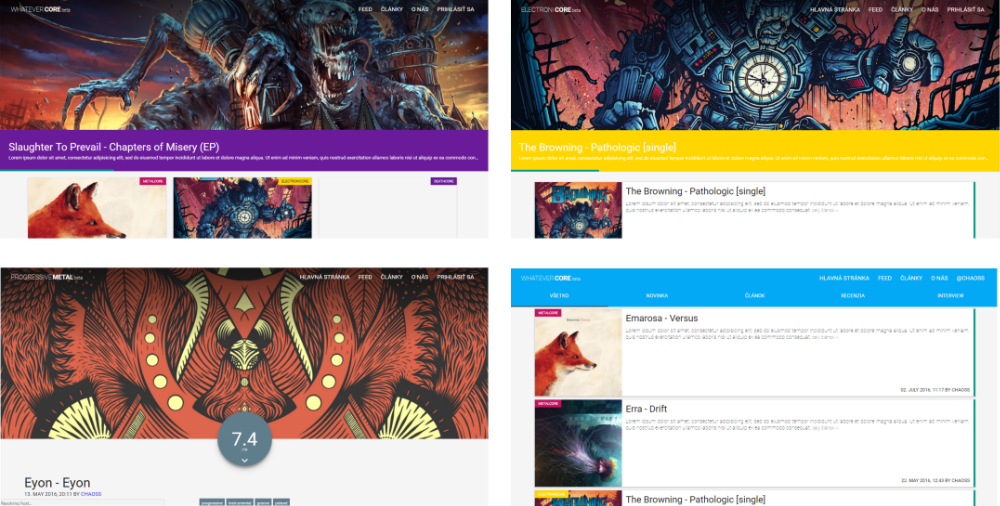 WHATEVERCORE beta
FEED ČLÁNKY O NÁS PRIHLÁSIŤ SA
Slaughter To Prevail - Chapters of Misery (EP)
Lorem ipsum dolor sit amet, consectetur adipisicing elit, sed do eiusmod tempor incididunt ut labore et dolore magna aliqua. Ut enim ad minim veniam, quis nostrud exercitation ullamco laboris nisi ut aliquip ex ea commodo con...
METALCORE
ELECTRONICORE
DEATHCORE
ELECTRONICORE beta
HLAVNÁ STRÁNKA FEED ČLÁNKY O NÁS PRIHLÁSIŤ SA
The Browning - Pathologic [single]
Lorem ipsum dolor sit amet, consectetur adipisicing elit, sed do eiusmod tempor incididunt ut labore et dolore magna aliqua. Ut enim ad minim veniam, quis nostrud exercitation ullamco laboris nisi ut aliquip ex ea commodo con...
The Browning - Pathologic [single]
Lorem ipsum dolor sit amet, consectetur adipisicing elit, sed do eiusmod tempor incididunt ut labore et dolore magna aliqua. Ut enim ad minim veniam,
quis nostrud exercitation ullamco laboris nisi ut aliquip ex ea commodo consequat.
PROGRESSIVEMETAL beta
HLAVNÁ STRÁNKA FEED ČLÁNKY O NÁS PRIHLÁSIŤ SA
7.4
Eyon - Eyon
13. MAY 2016, 20:11 BY CHAOSS
progressive instrumental groove
WHATEVERCORE beta
HLAVNÁ STRÁNKA FEED ČLÁNKY O NÁS @CHAOSS
VŠETKO NOVINKA ČLÁNOK RECENZIA INTERVIEW
METALCORE
Emarosa - Versus
Lorem ipsum dolor sit amet, consectetur adipisicing elit, sed do eiusmod tempor incididunt ut labore et dolore magna aliqua. Ut enim ad minim veniam,
quis nostrud exercitation ullamco laboris nisi ut aliquip ex ea commodo consequat.
02. JULY 2016, 11:17 BY CHAOSS
METALCORE
Erra - Drift
Lorem ipsum dolor sit amet, consectetur adipisicing elit, sed do eiusmod tempor incididunt ut labore et dolore magna aliqua. Ut enim ad minim veniam,
quis nostrud exercitation ullamco laboris nisi ut aliquip ex ea commodo consequat.
22. MAY 2016, 12:43 BY CHAOSS
ELECTRONICORE
The Browning - Pathologic [single]